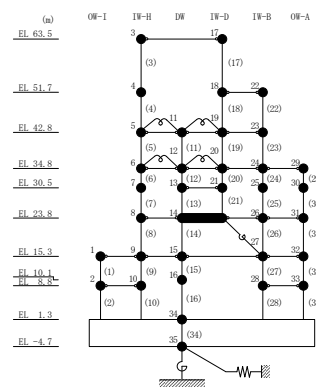 (m) OW-I IW-H DW IW-D IW-B OW-A
EL 63.5 3 17
(3) (17)
EL 51.7 4 18 22
(4) 11 19 (18) (22)
EL 42.8 5 23
(5) 12 (11) 20 (19) (23)
EL 34.8 6 24 29
(6) (12) (20) (24)
EL 30.5 7 13 21 25 30
(7) (13) (21) (25)
EL 23.8 8 14 26 31
(8) (14) 27 (26)
EL 15.3 1 9 15 32
(1) (9) (15) (27)
EL 10.1 16
EL 8.8 2 10 28 33
(2) (10) (16) (28)
EL 1.3 34
(34)
EL -4.7 35